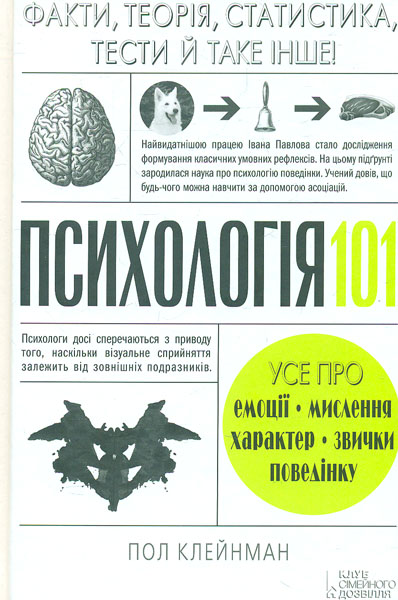 ФАКТИ, ТЕОРІЯ, СТАТИСТИКА,
ТЕСТИ Й ТАКЕ ІНШЕ!
Найвидатнішою працею Івана Павлова стало дослідження
формування класичних умовних рефлексів. На цьому підґрунті
зародилася наука про психологію поведінки. Учений довів, що
будь-чого можна навчити за допомогою асоціацій.
ПСИХОЛОГІЯ 101
Психологи досі сперечаються з приводу
того, наскільки візуальне сприйняття
залежить від зовнішніх подразників.
УСЕ ПРО
емоції • мислення
характер • звички
поведінку
ПОЛ КЛЕЙНМАН
КЛУБ
СІМЕЙНОГО
ДОЗВІЛЛЯ